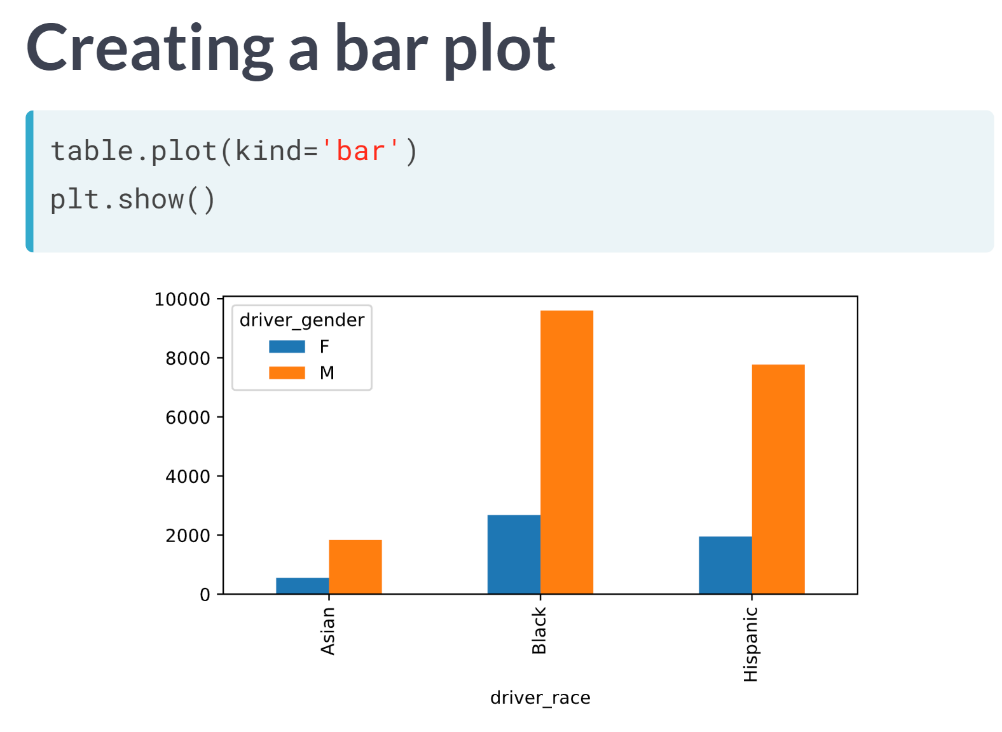 Creating a bar plot
table.plot(kind='bar')
plt.show()
10000
8000
6000
4000
2000
0
driver_gender
F
M
Asian
Black
Hispanic
driver_race